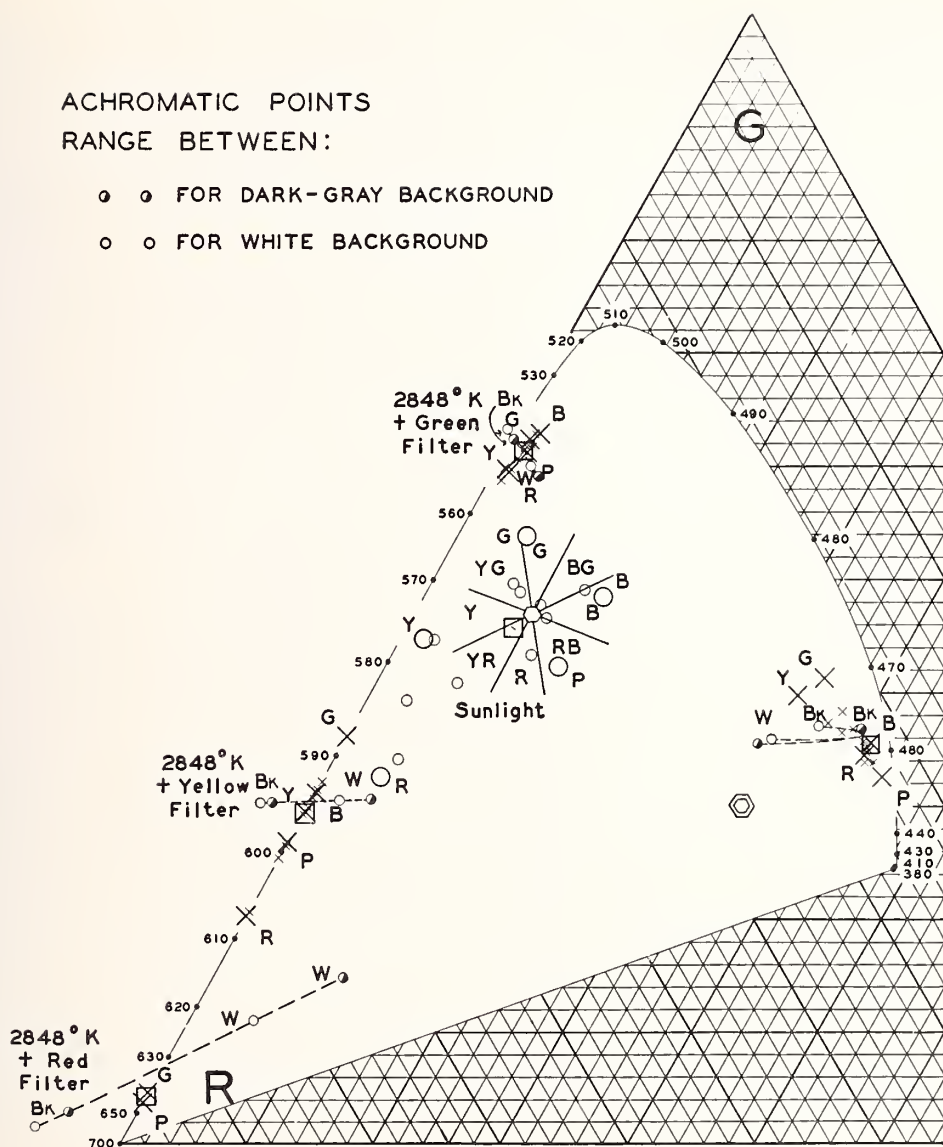 ACHROMATIC POINTS
RANGE BETWEEN:
FOR DARK-GRAY BACKGROUND
FOR WHITE BACKGROUND
G
510
520
500
530
490
2848° K
+ Green
Filter
BK
G
B
Y
W
P
R
560
480
570
G
G
YG
BG
B
B
Y
Y
YR
R
RB
P
Sunlight
580
470
G
Y
W
BK
BK
B
480
R
P
G
590
2848° K
+ Yellow
Filter
BK
Y
W
B
R
600
P
440
430
410
380
R
610
W
620
W
2848° K
+ Red
Filter
630
G
R
BK
650
P
700